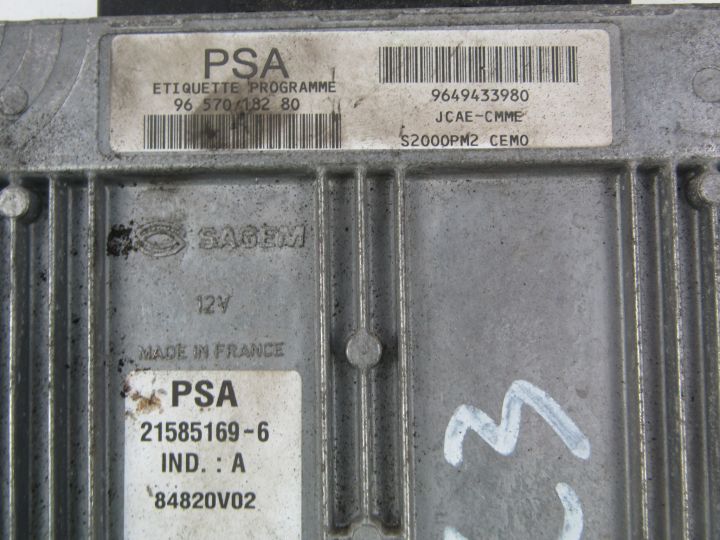 PSA
ETIQUETTE PROGRAMME
96 570 182 80
9649433980
JCAE-CMME
S2000PM2 CEMO
SAGEM
12V
MADE IN FRANCE
PSA
21585169-6
IND. : A
84820V02